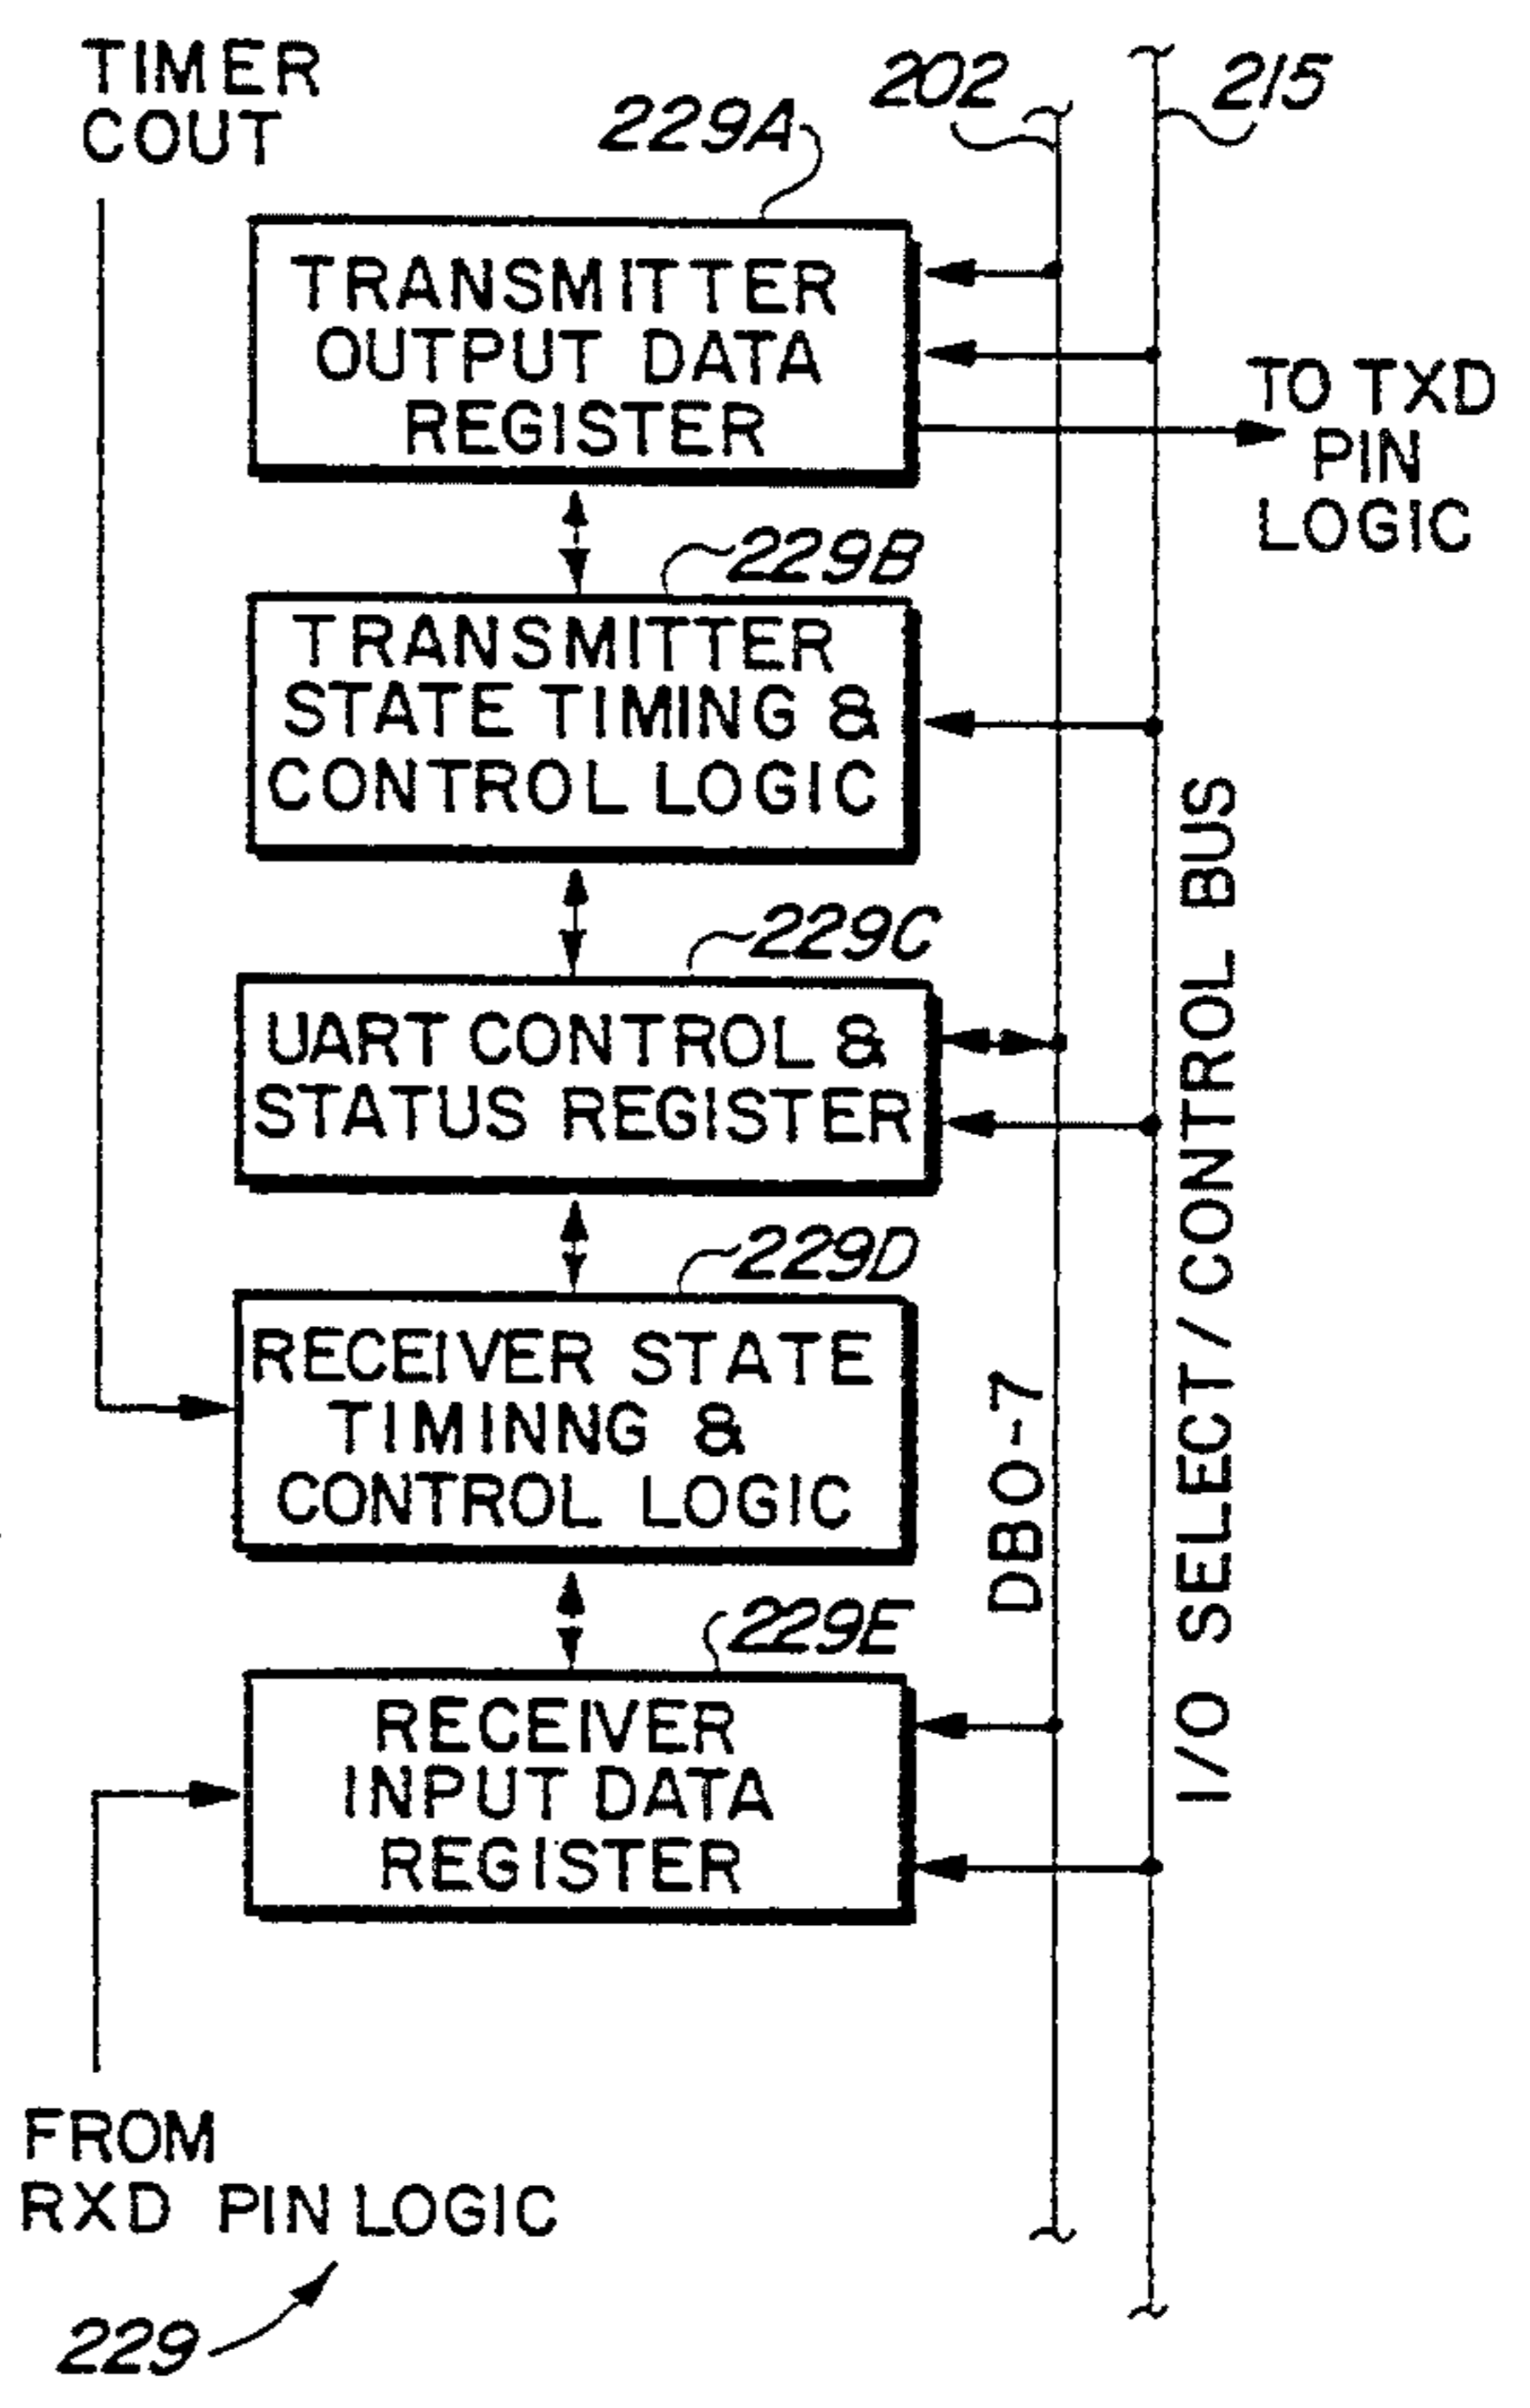 TIMER
COUT
202
215
229A
TRANSMITTER
OUTPUT DATA
REGISTER
TO TXD
PIN
LOGIC
229B
TRANSMITTER
STATE TIMING &
CONTROL LOGIC
229C
UART CONTROL &
STATUS REGISTER
229D
RECEIVER STATE
TIMINNG &
CONTROL LOGIC
DB0-7
I/O SELECT/CONTROL BUS
229E
RECEIVER
INPUT DATA
REGISTER
FROM
RXD PIN LOGIC
229